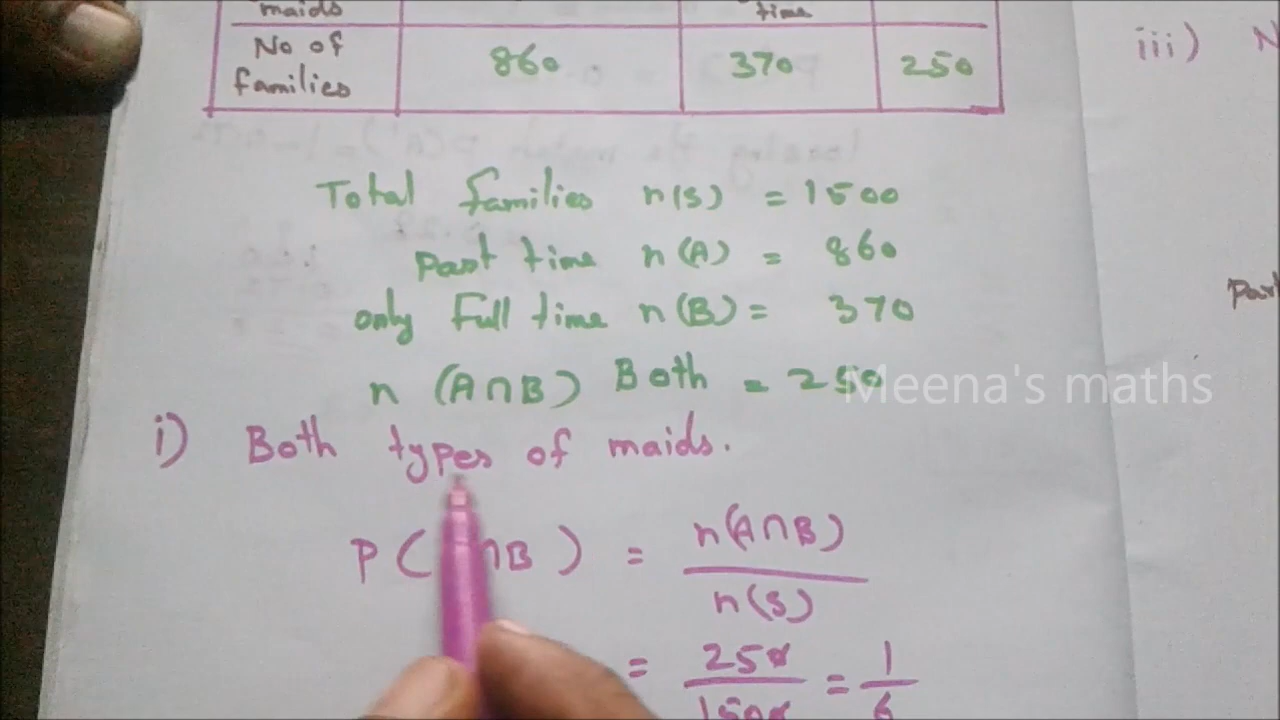 maids time
No of families 860 370 250
Total families n(S) = 1500
Part time n(A) = 860
only Full time n(B) = 370
n (A∩B) Both = 250
Meena's maths
i) Both types of maids.
P ( ∩B ) = n(A∩B) / n(S)
= 250 / 1500 = 1 / 6
iii) N
Part